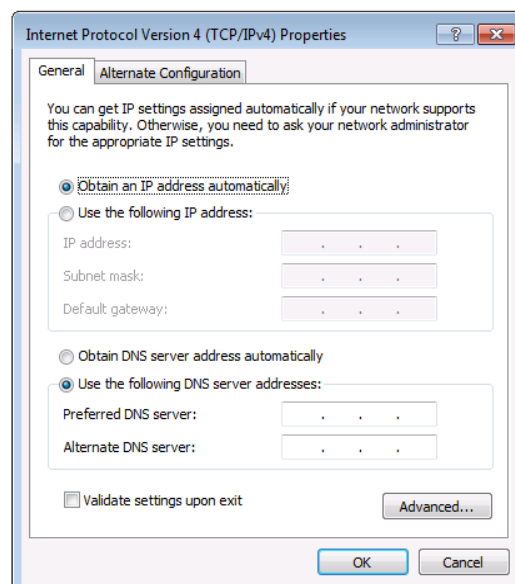 Internet Protocol Version 4 (TCP/IPv4) Properties
General
Alternate Configuration
You can get IP settings assigned automatically if your network supports
this capability. Otherwise, you need to ask your network administrator
for the appropriate IP settings.
Obtain an IP address automatically
Use the following IP address:
IP address:
Subnet mask:
Default gateway:
Obtain DNS server address automatically
Use the following DNS server addresses:
Preferred DNS server:
Alternate DNS server:
Validate settings upon exit
Advanced...
OK
Cancel